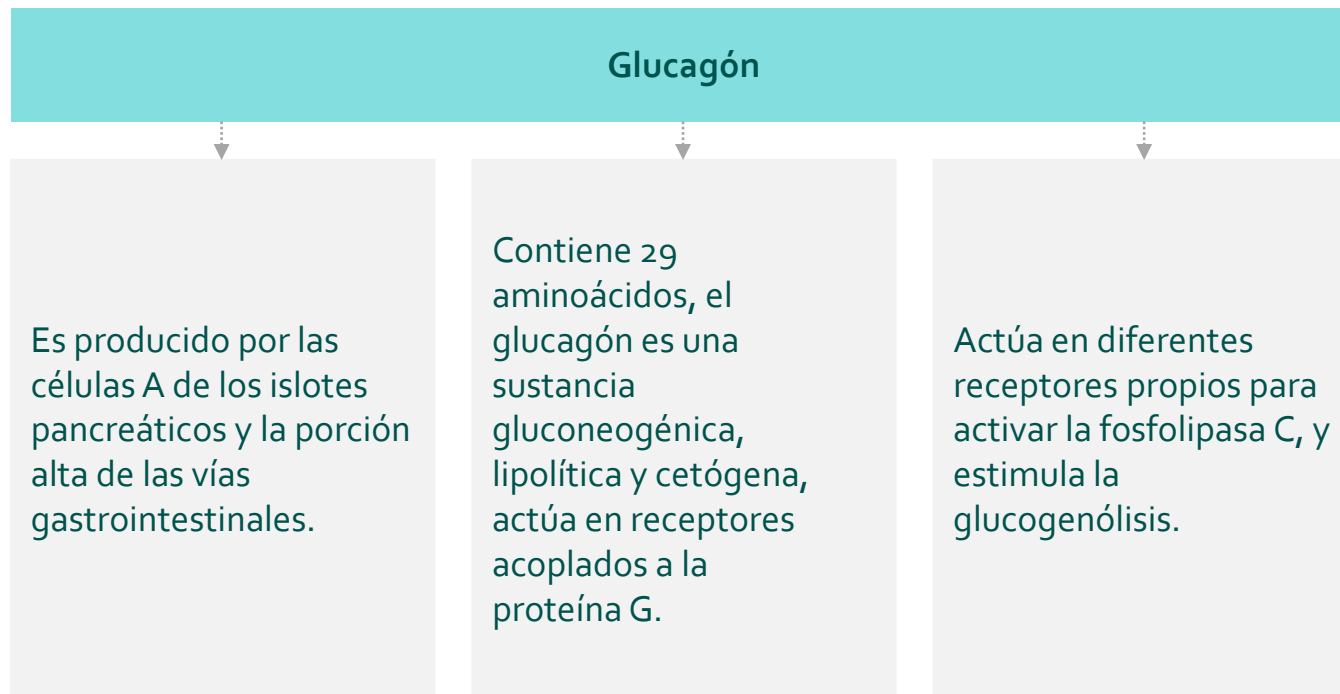 Glucagón
Es producido por las
células A de los islotes
pancreáticos y la porción
alta de las vías
gastrointestinales.
Contiene 29
aminoácidos, el
glucagón es una
sustancia
gluconeogénica,
lipolítica y cetógena,
actúa en receptores
acoplados a la
proteína G.
Actúa en diferentes
receptores propios para
activar la fosfolipasa C, y
estimula la
glucogenólisis.